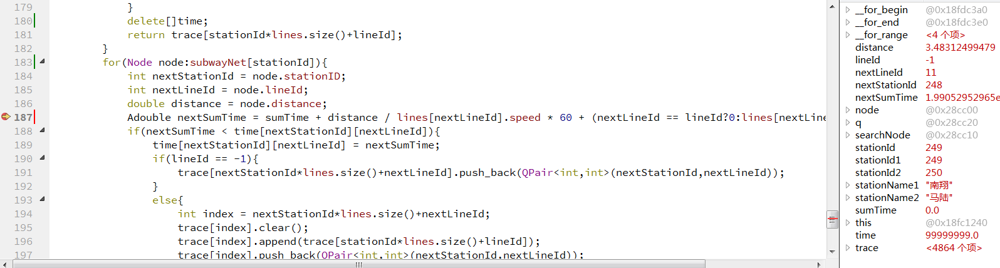 179 }
180 delete[]time;
181 return trace[stationId*lines.size()+lineId];
182 }
183 for(Node node:subwayNet[stationId]){
184 int nextStationId = node.stationID;
185 int nextLineId = node.lineId;
186 double distance = node.distance;
187 Adouble nextSumTime = sumTime + distance / lines[nextLineId].speed * 60 + (nextLineId == lineId?0:lines[nextLine
188 if(nextSumTime < time[nextStationId][nextLineId]){
189 time[nextStationId][nextLineId] = nextSumTime;
190 if(lineId == -1){
191 trace[nextStationId*lines.size()+nextLineId].push_back(QPair<int,int>(nextStationId,nextLineId));
192 }
193 else{
194 int index = nextStationId*lines.size()+nextLineId;
195 trace[index].clear();
196 trace[index].append(trace[stationId*lines.size()+lineId]);
197 trace[index].push_back(QPair<int,int>(nextStationId,nextLineId));
__for_begin @0x18fdc3a0
__for_end @0x18fdc3e0
__for_range <4 个项>
distance 3.48312499479
lineId -1
nextLineId 11
nextStationId 248
nextSumTime 1.99052952965e
node @0x28cc00
q @0x28cc20
searchNode @0x28cc10
stationId 249
stationId1 249
stationId2 250
stationName1 "南翔"
stationName2 "马陆"
sumTime 0.0
this @0x18fc1240
time 99999999.0
trace <4864 个项>